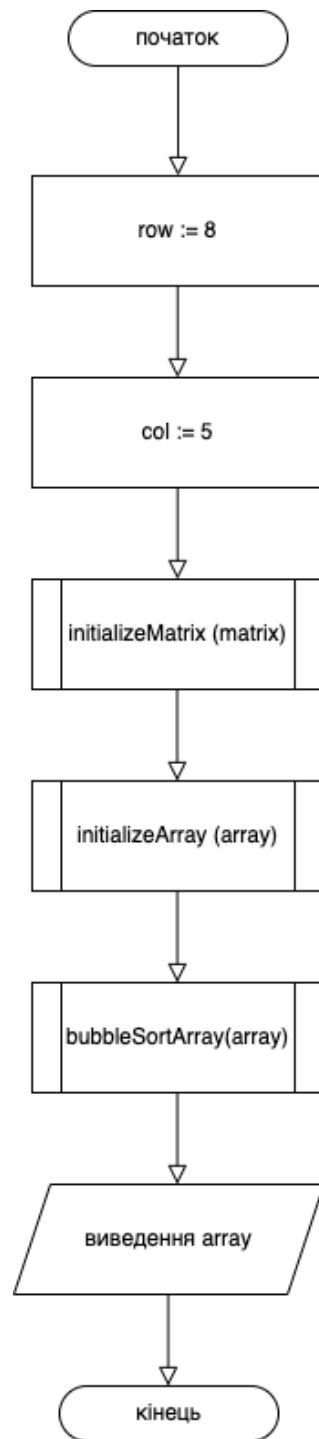 початок
row := 8
col := 5
initializeMatrix (matrix)
initializeArray (array)
bubbleSortArray(array)
виведення array
кінець